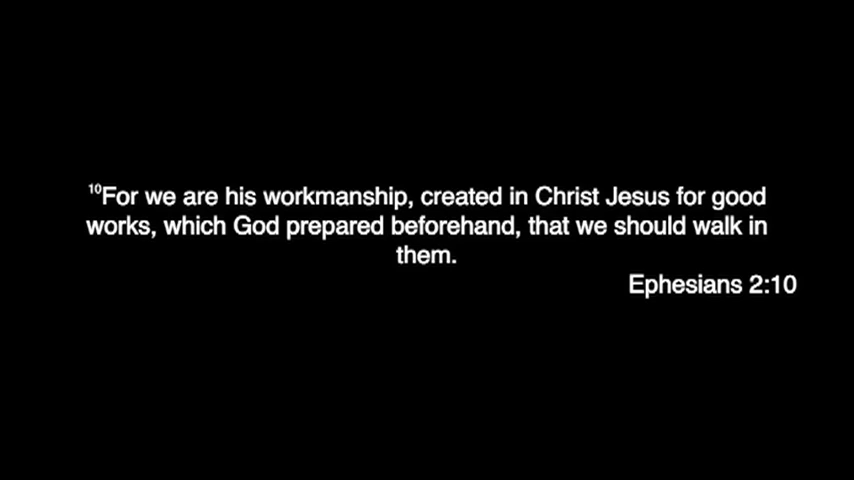 ¹⁰For we are his workmanship, created in Christ Jesus for good
works, which God prepared beforehand, that we should walk in
them.
Ephesians 2:10